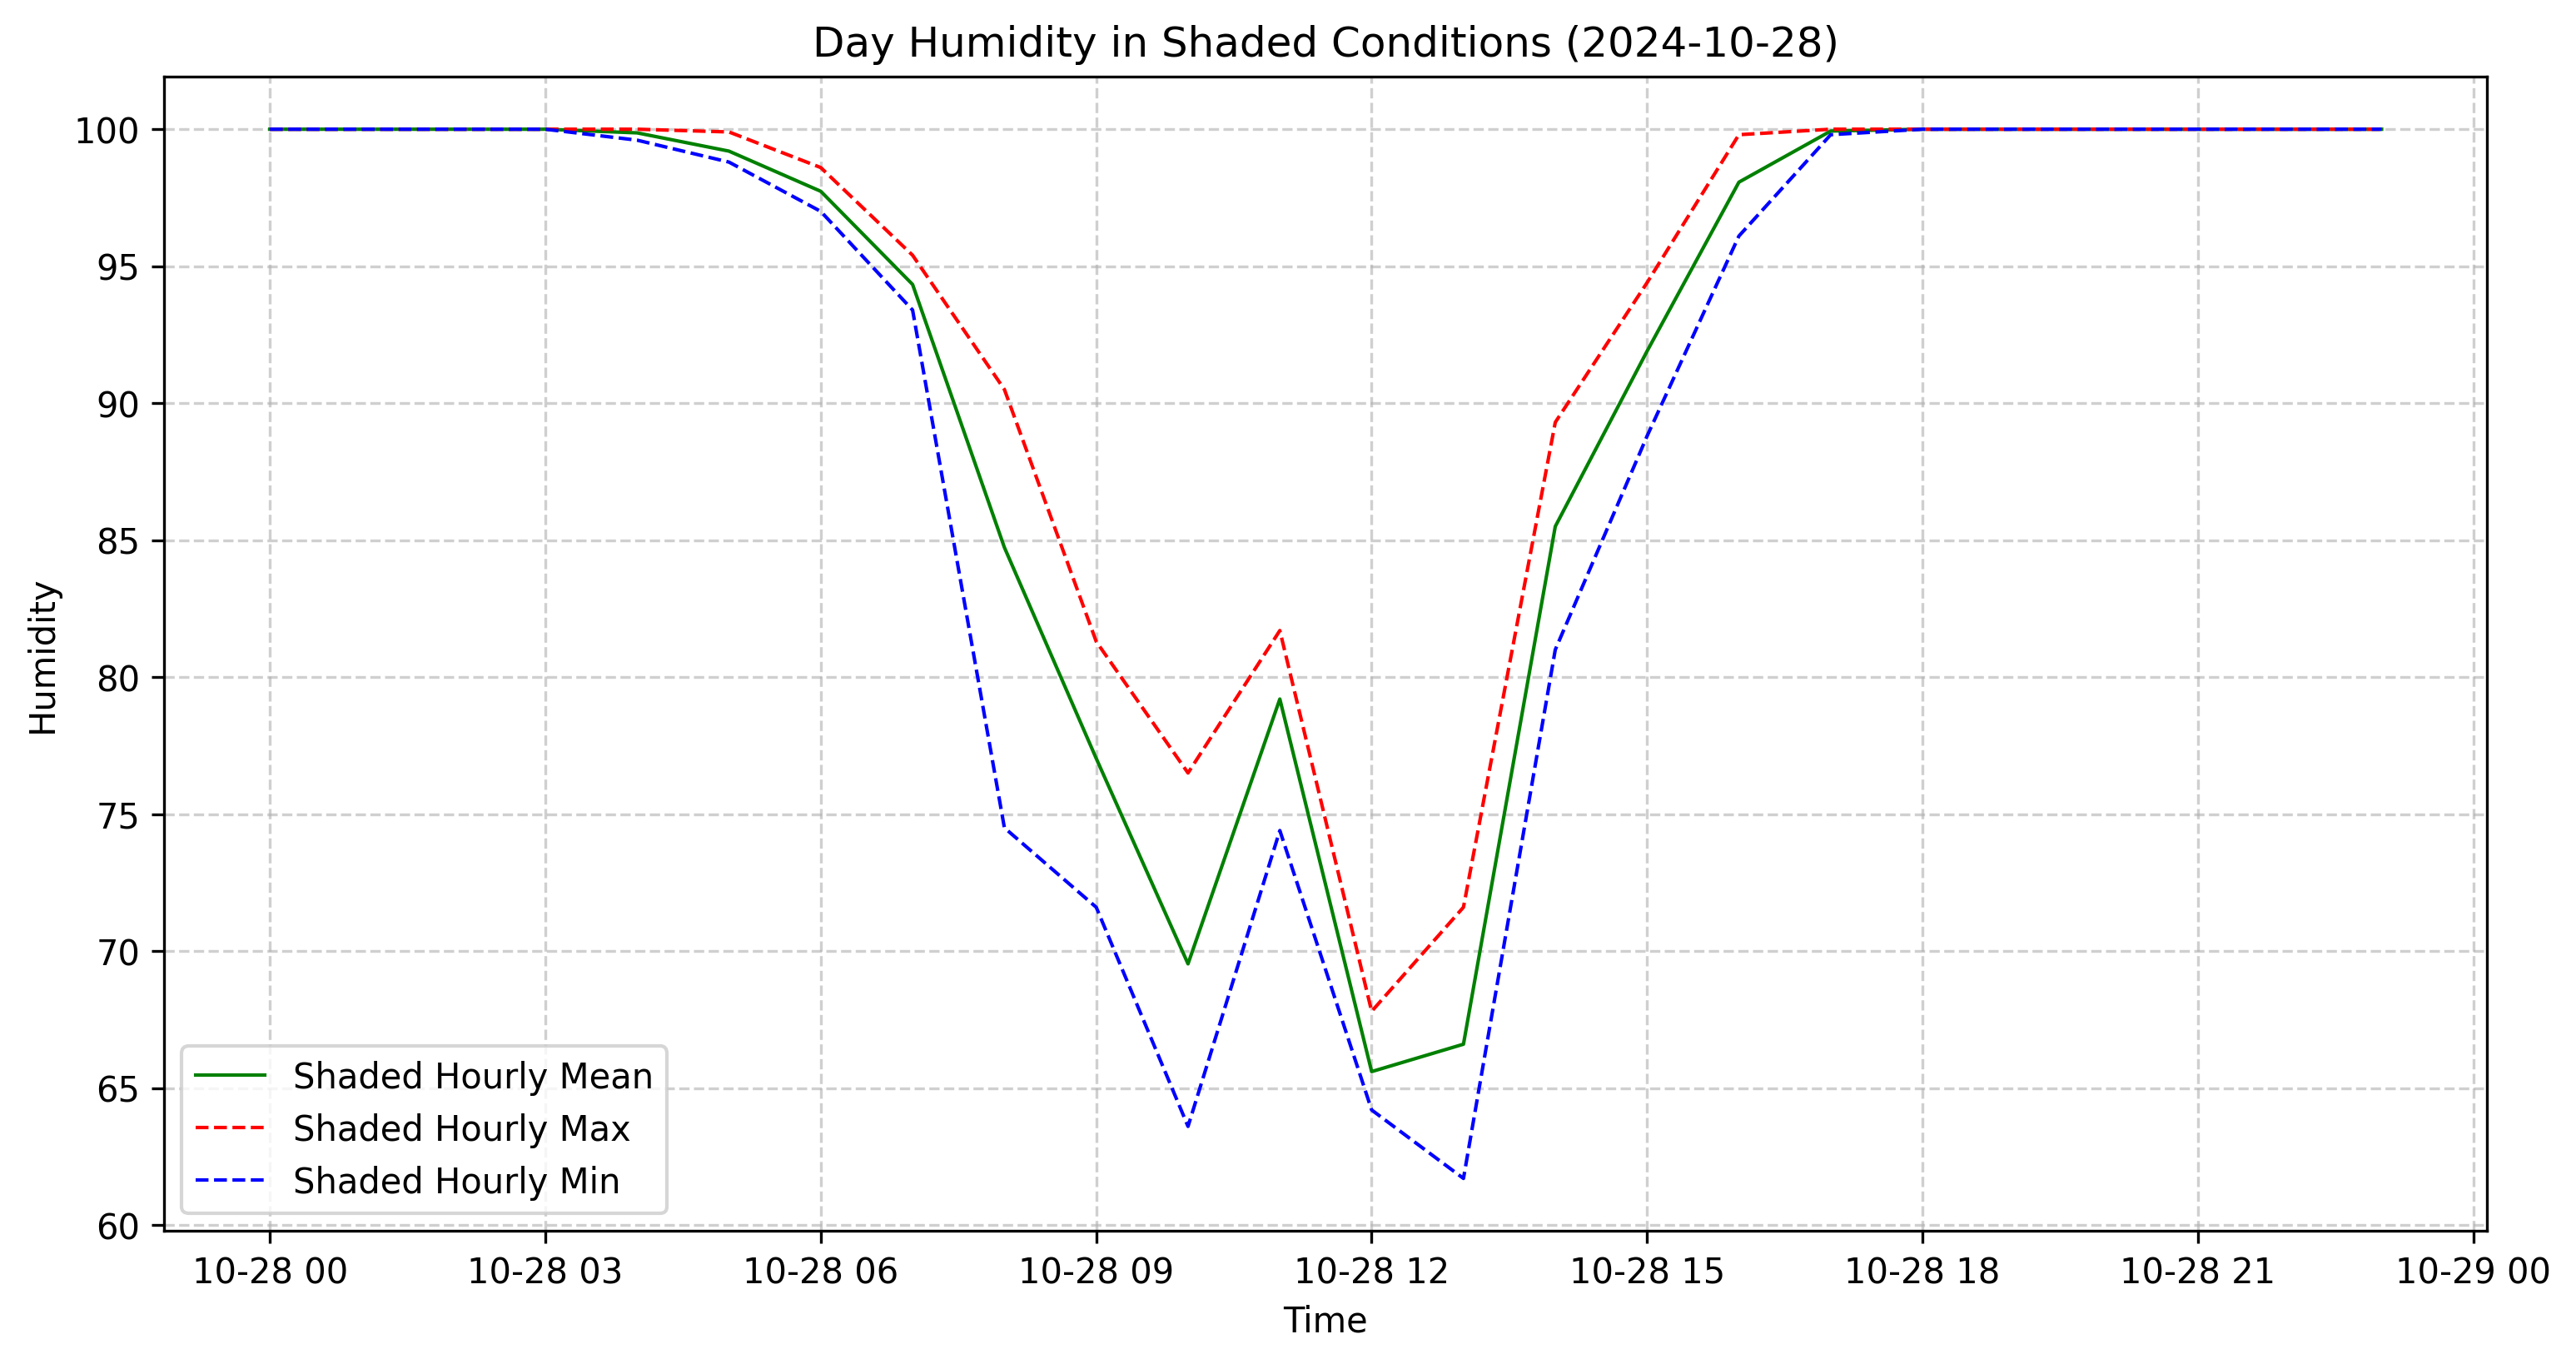 Day Humidity in Shaded Conditions (2024-10-28)
100
95
90
85
80
75
70
65
60
Humidity
Shaded Hourly Mean
Shaded Hourly Max
Shaded Hourly Min
10-28 00 10-28 03 10-28 06 10-28 09 10-28 12 10-28 15 10-28 18 10-28 21 10-29 00
Time